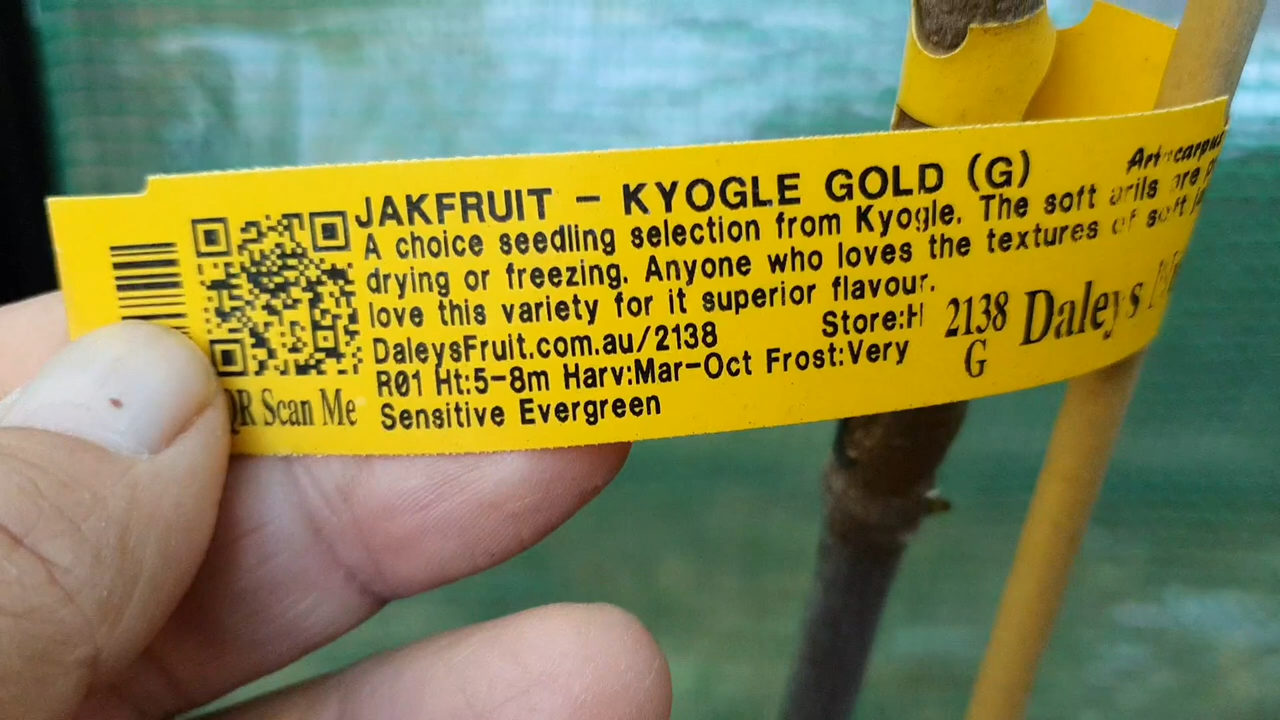 JAKFRUIT - KYOGLE GOLD (G) Artocarpus
A choice seedling selection from Kyogle. The soft arils are
drying or freezing. Anyone who loves the textures of soft
love this variety for it superior flavour.
DaleysFruit.com.au/2138 Store:H
R01 Ht:5-8m Harv:Mar-Oct Frost:Very
Sensitive Evergreen
2138 Daleys
G
QR Scan Me